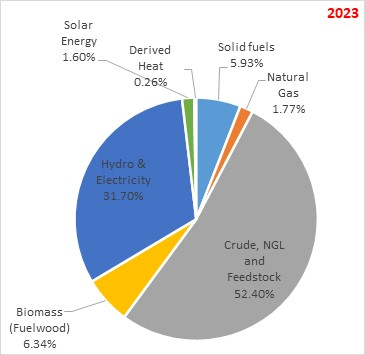 2023
Solar
Energy
1.60%
Derived
Heat
0.26%
Solid fuels
5.93%
Natural
Gas
1.77%
Hydro &
Electricity
31.70%
Crude, NGL
and
Feedstock
52.40%
Biomass
(Fuelwood)
6.34%